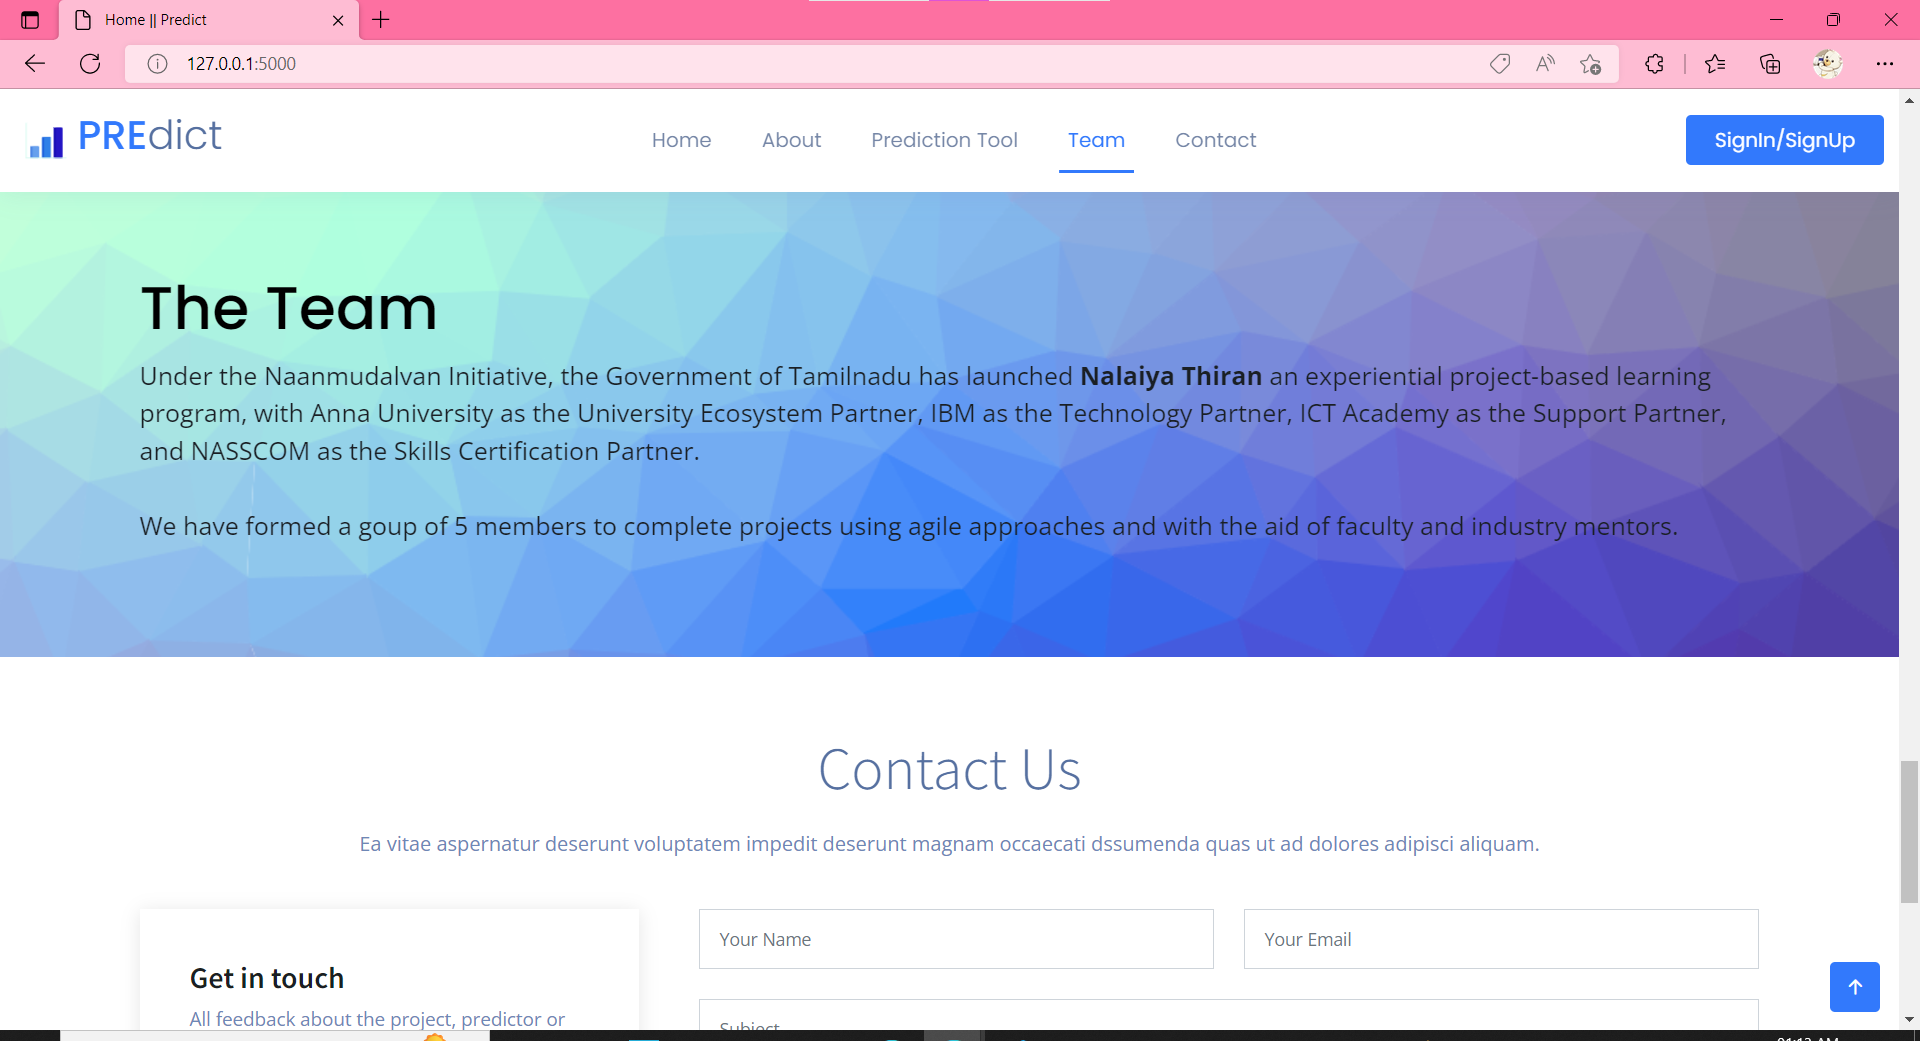 Home || Predict
127.0.0.1:5000
PREdict
Home
About
Prediction Tool
Team
Contact
SignIn/SignUp
The Team
Under the Naanmudalvan Initiative, the Government of Tamilnadu has launched Nalaiya Thiran an experiential project-based learning
program, with Anna University as the University Ecosystem Partner, IBM as the Technology Partner, ICT Academy as the Support Partner,
and NASSCOM as the Skills Certification Partner.
We have formed a goup of 5 members to complete projects using agile approaches and with the aid of faculty and industry mentors.
Contact Us
Ea vitae aspernatur deserunt voluptatem impedit deserunt magnam occaecati dssumenda quas ut ad dolores adipisci aliquam.
Get in touch
All feedback about the project, predictor or
Your Name
Your Email
Subject